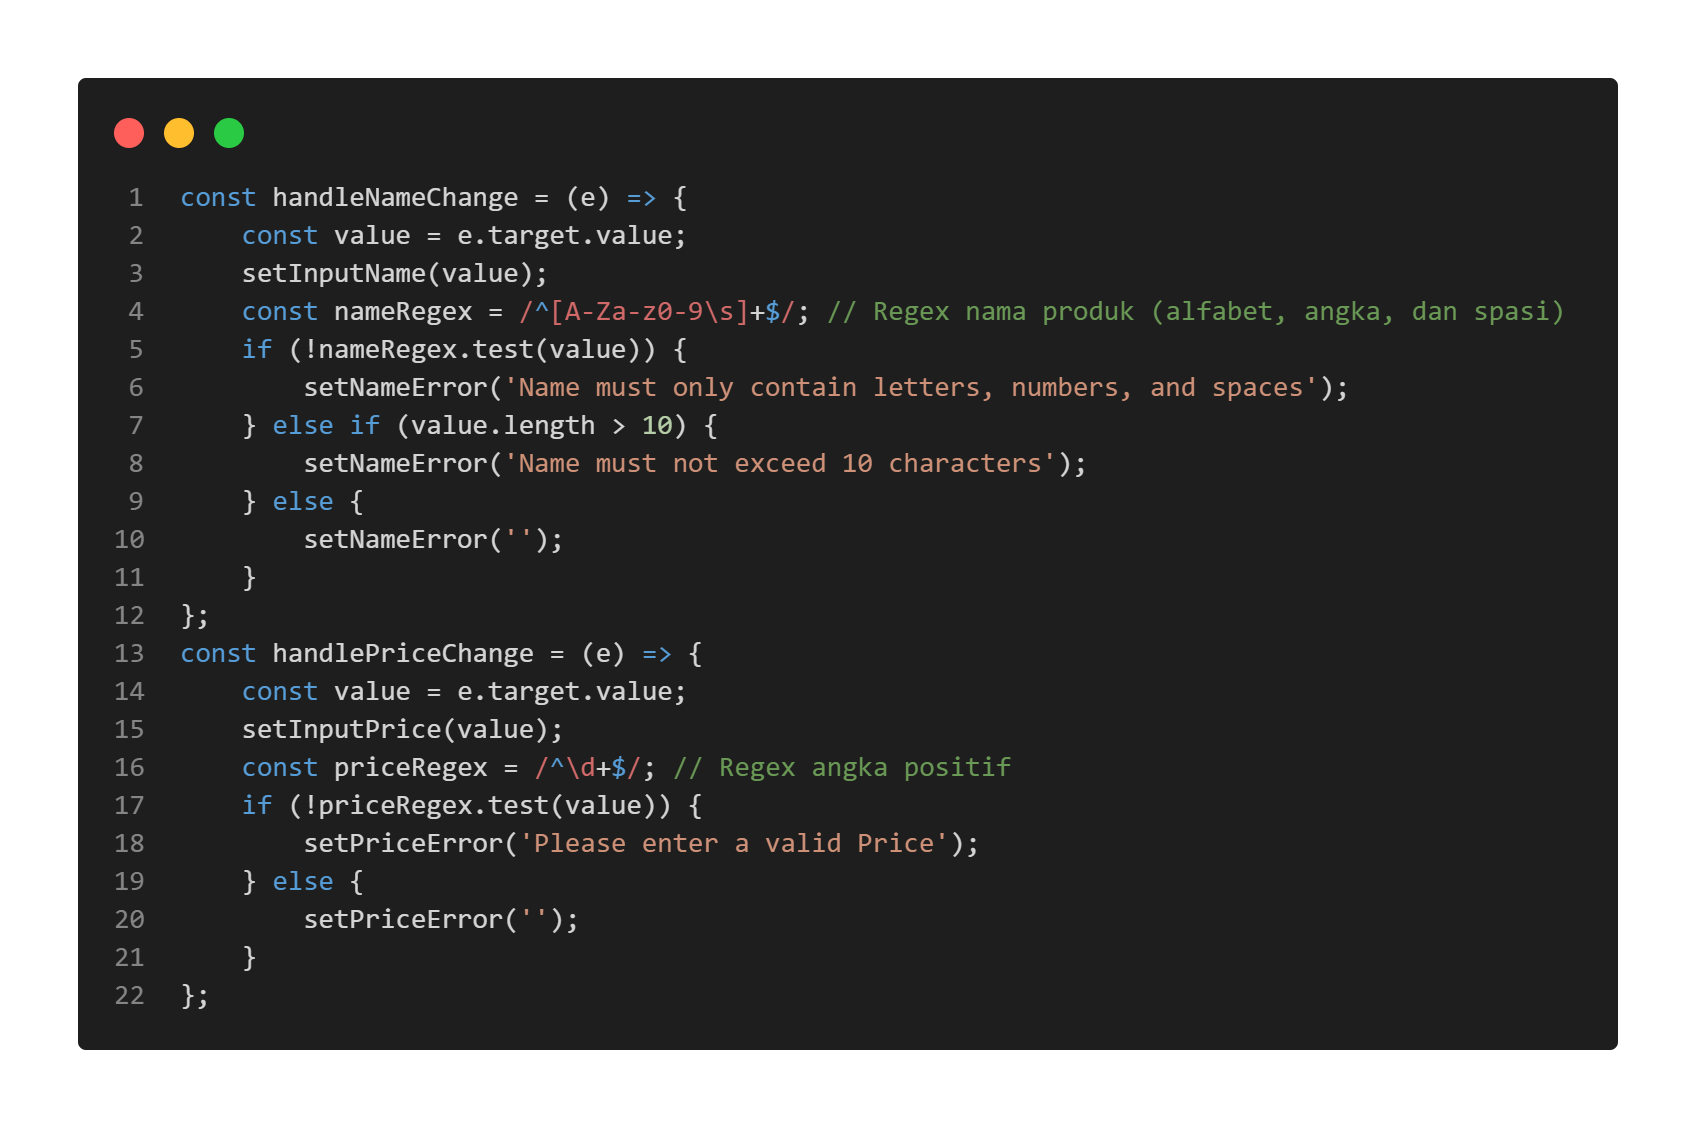 1 const handleNameChange = (e) => {
2     const value = e.target.value;
3     setInputName(value);
4     const nameRegex = /^[A-Za-z0-9\s]+$/; // Regex nama produk (alfabet, angka, dan spasi)
5     if (!nameRegex.test(value)) {
6         setNameError('Name must only contain letters, numbers, and spaces');
7     } else if (value.length > 10) {
8         setNameError('Name must not exceed 10 characters');
9     } else {
10         setNameError('');
11     }
12 };
13 const handlePriceChange = (e) => {
14     const value = e.target.value;
15     setInputPrice(value);
16     const priceRegex = /^\d+$/; // Regex angka positif
17     if (!priceRegex.test(value)) {
18         setPriceError('Please enter a valid Price');
19     } else {
20         setPriceError('');
21     }
22 };